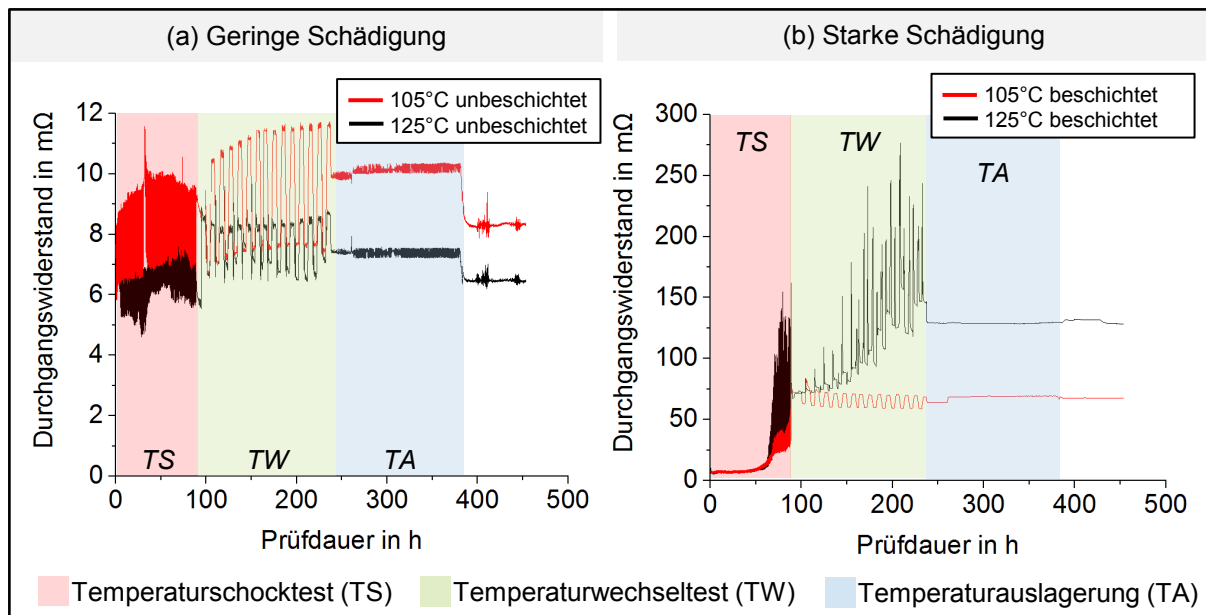 (a) Geringe Schädigung
105°C unbeschichtet
125°C unbeschichtet
Durchgangswiderstand in mΩ
12
10
8
6
4
2
0
TS
TW
TA
0
100
200
300
400
500
Prüfdauer in h
(b) Starke Schädigung
105°C beschichtet
125°C beschichtet
Durchgangswiderstand in mΩ
300
250
200
150
100
50
0
TS
TW
TA
0
100
200
300
400
500
Prüfdauer in h
Temperaturschocktest (TS)
Temperaturwechseltest (TW)
Temperaturauslagerung (TA)